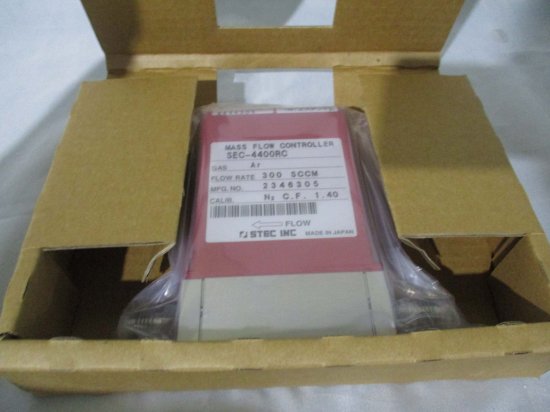 MASS FLOW CONTROLLER
SEC-4400RC
GAS Ar
FLOW RATE 300 SCCM
MFG. NO. 2346305
CALIB. N₂ C.F. 1.40
FLOW
STEC INC MADE IN JAPAN